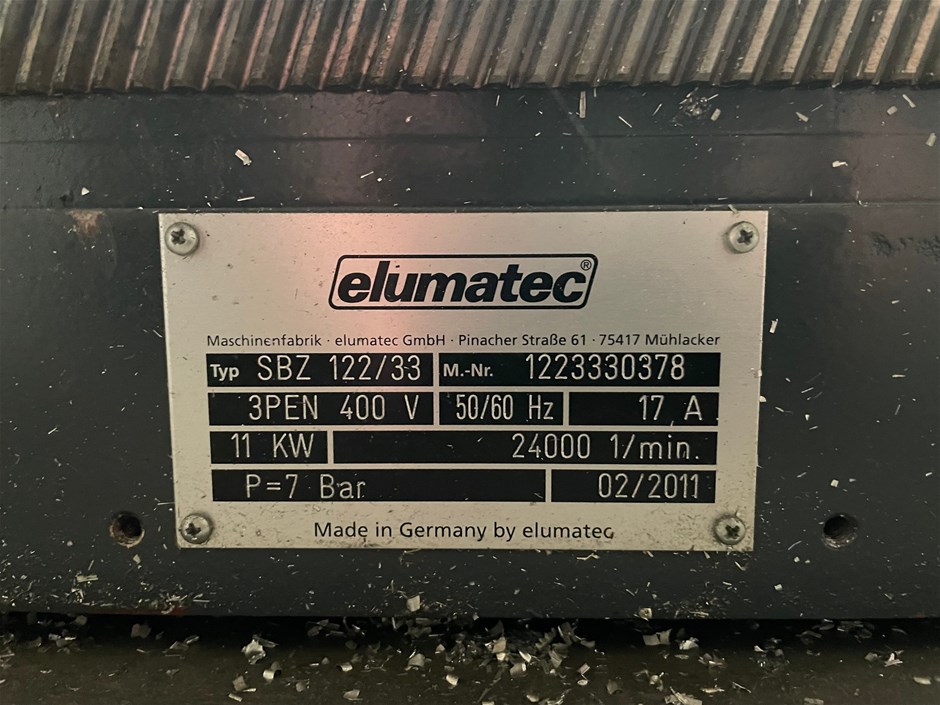 elumatec®
Maschinenfabrik · elumatec GmbH · Pinacher Straße 61 · 75417 Mühlacker
Typ SBZ 122/33 M.-Nr. 1223330378
3PEN 400 V 50/60 Hz 17 A
11 KW 24000 1/min.
P=7 Bar 02/2011
Made in Germany by elumatec